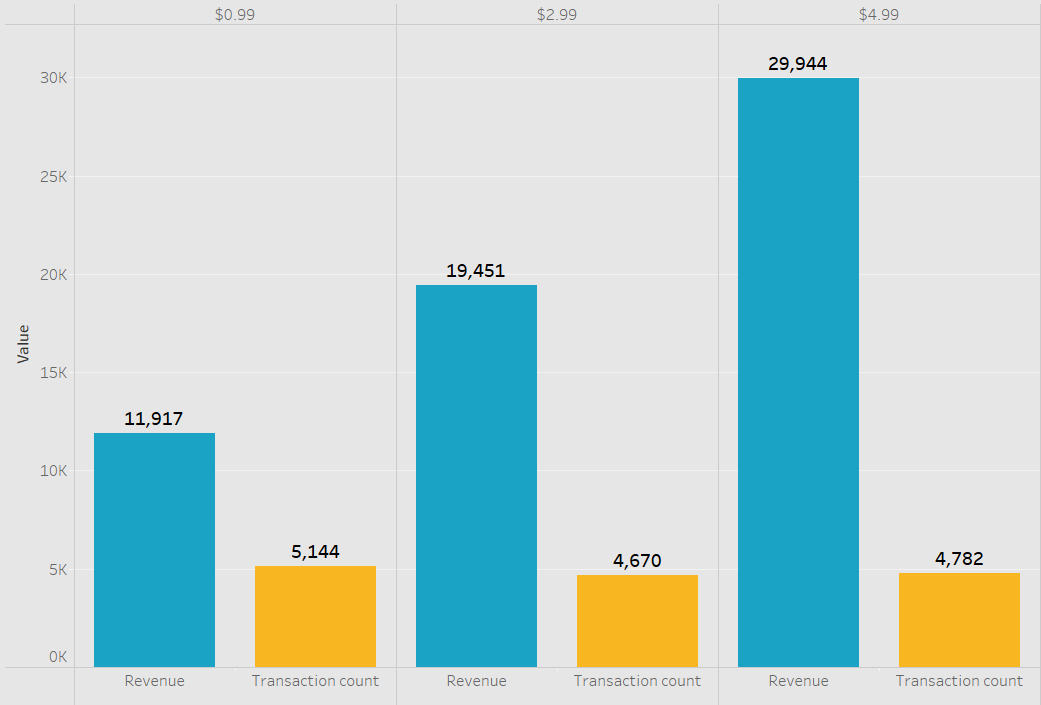 $0.99 $2.99 $4.99
29,944
30K
25K
20K
19,451
Value
15K
11,917
10K
5,144
4,670
4,782
5K
0K
Revenue Transaction count Revenue Transaction count Revenue Transaction count